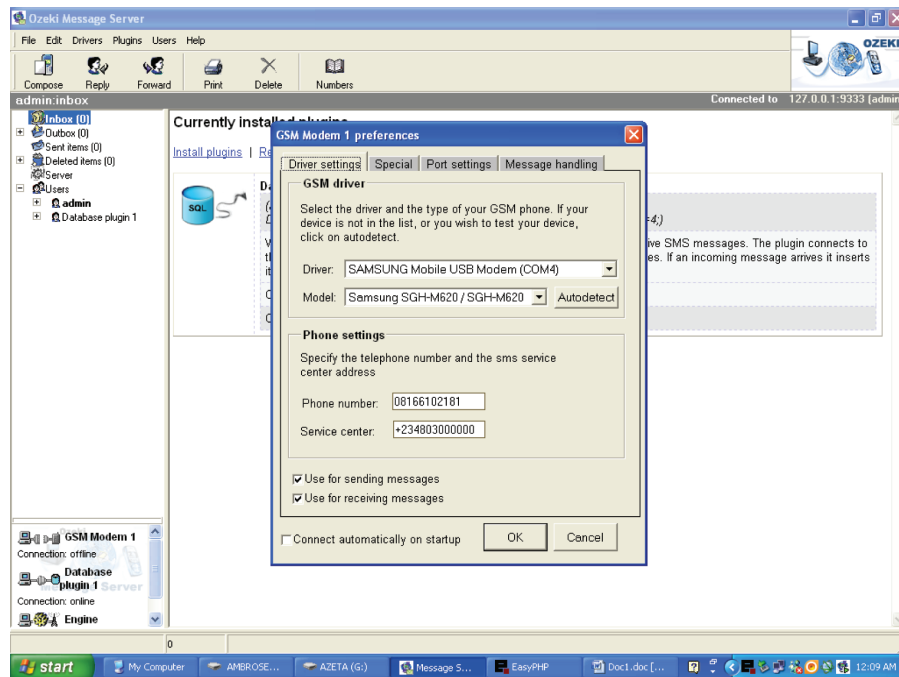 Ozeki Message Server
File Edit Drivers Plugins Users Help
Compose Reply Forward Print Delete Numbers
OZEKI
admin:inbox Connected to 127.0.0.1:9333 (admin
Inbox (0)
Outbox (0)
Sent items (0)
Deleted items (0)
Server
Users
admin
Database plugin 1
Currently installed plugins
Install plugins | Re
SQL
D
=4;)
ive SMS messages. The plugin connects to
es. If an incoming message arrives it inserts
it
GSM Modem 1 preferences
Driver settings Special Port settings Message handling
GSM driver
Select the driver and the type of your GSM phone. If your
device is not in the list, or you wish to test your device,
click on autodetect.
Driver: SAMSUNG Mobile USB Modem (COM4)
Model: Samsung SGH-M620 / SGH-M620 Autodetect
Phone settings
Specify the telephone number and the sms service
center address
Phone number: 08166102181
Service center: +234803000000
Use for sending messages
Use for receiving messages
Connect automatically on startup OK Cancel
GSM Modem 1
Connection: offline
Database
plugin 1
Connection: online
Engine
0
start My Computer AMBROSE... AZETA (G:) Message S... EasyPHP Doc1.doc [... 12:09 AM